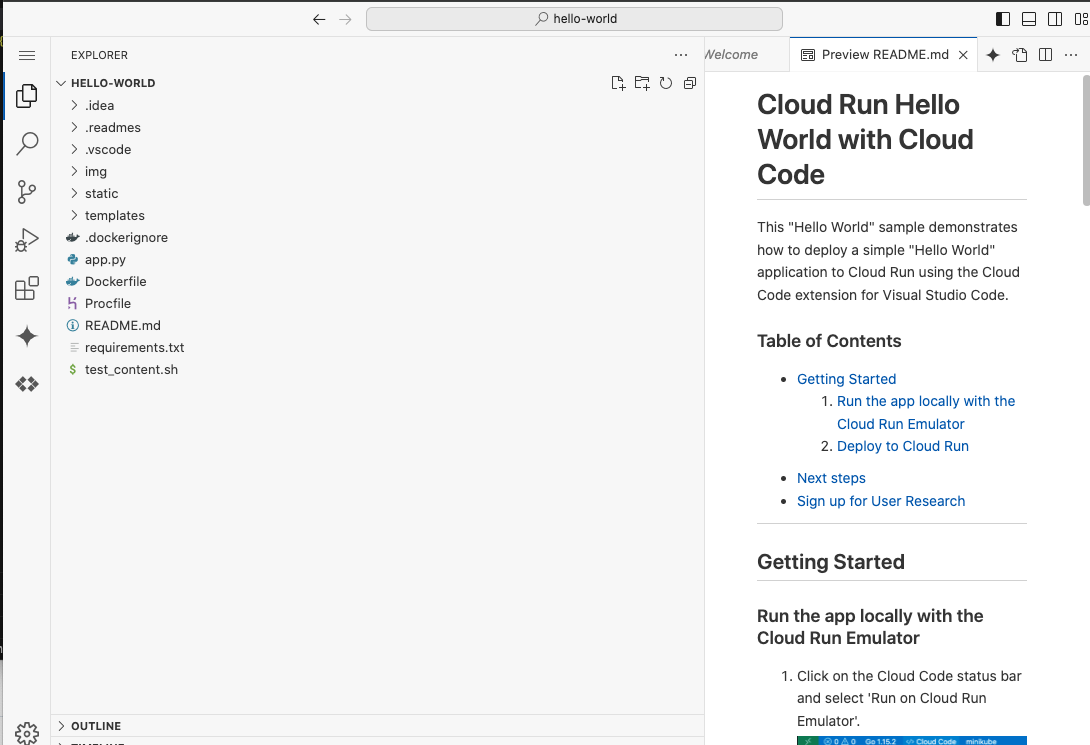 hello-world
EXPLORER
Welcome
Preview README.md
HELLO-WORLD
.idea
.readmes
.vscode
img
static
templates
.dockerignore
app.py
Dockerfile
Procfile
README.md
requirements.txt
$ test_content.sh
OUTLINE
TIMELINE
Cloud Run Hello
World with Cloud
Code
This "Hello World" sample demonstrates
how to deploy a simple "Hello World"
application to Cloud Run using the Cloud
Code extension for Visual Studio Code.
Table of Contents
• Getting Started
1. Run the app locally with the
Cloud Run Emulator
2. Deploy to Cloud Run
• Next steps
• Sign up for User Research
Getting Started
Run the app locally with the
Cloud Run Emulator
1. Click on the Cloud Code status bar
and select 'Run on Cloud Run
Emulator'.
0 0 Go 1.15.2 </> Cloud Code minikube